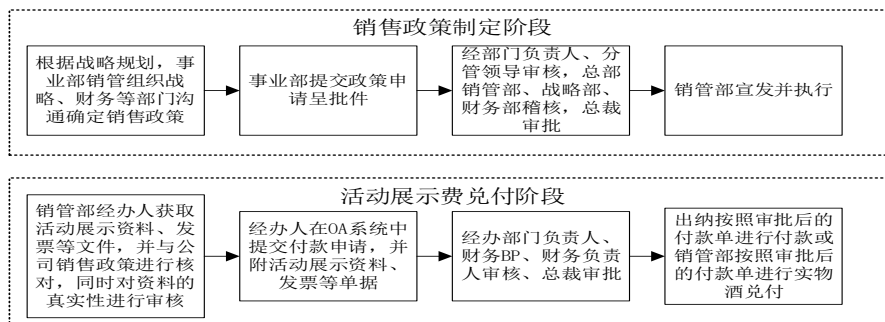 销售政策制定阶段
根据战略规划，事
业部销管组织战
略、财务等部门沟
通确定销售政策
事业部提交政策申
请呈批件
经部门负责人、分
管领导审核，总部
销管部、战略部、
财务部稽核，总裁
审批
销管部宣发并执行
活动展示费兑付阶段
销管部经办人获取
活动展示资料、发
票等文件，并与公
司销售政策进行核
对，同时对资料的
真实性进行审核
经办人在OA系统中
提交付款申请，并
附活动展示资料、
发票等单据
经办部门负责人、
财务BP、财务负责
人审核、总裁审批
出纳按照审批后的
付款单进行付款或
销管部按照审批后
的付款单进行实物
酒兑付